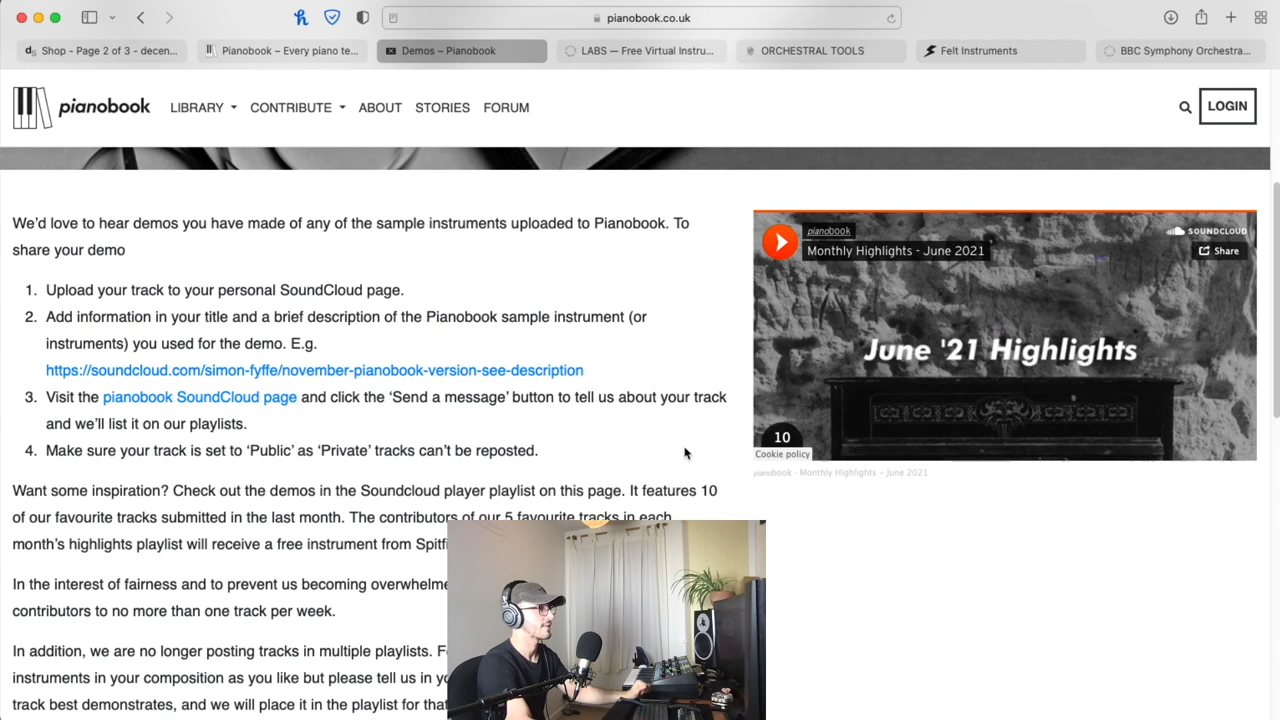 pianobook.co.uk
Shop - Page 2 of 3 - decen...
Pianobook – Every piano te...
Demos – Pianobook
LABS — Free Virtual Instru...
ORCHESTRAL TOOLS
Felt Instruments
BBC Symphony Orchestra...
pianobook
LIBRARY
CONTRIBUTE
ABOUT
STORIES
FORUM
LOGIN
We’d love to hear demos you have made of any of the sample instruments uploaded to Pianobook. To
share your demo
1. Upload your track to your personal SoundCloud page.
2. Add information in your title and a brief description of the Pianobook sample instrument (or
instruments) you used for the demo. E.g.
https://soundcloud.com/simon-fyffe/november-pianobook-version-see-description
3. Visit the pianobook SoundCloud page and click the ‘Send a message’ button to tell us about your track
and we’ll list it on our playlists.
4. Make sure your track is set to ‘Public’ as ‘Private’ tracks can’t be reposted.
Want some inspiration? Check out the demos in the Soundcloud player playlist on this page. It features 10
of our favourite tracks submitted in the last month. The contributors of our 5 favourite tracks in each
month’s highlights playlist will receive a free instrument from Spitf
In the interest of fairness and to prevent us becoming overwhelme
contributors to no more than one track per week.
In addition, we are no longer posting tracks in multiple playlists. F
instruments in your composition as you like but please tell us in yo
track best demonstrates, and we will place it in the playlist for that
pianobook
Monthly Highlights - June 2021
SOUNDCLOUD
Share
June '21 Highlights
10
Cookie policy
pianobook · Monthly Highlights – June 2021